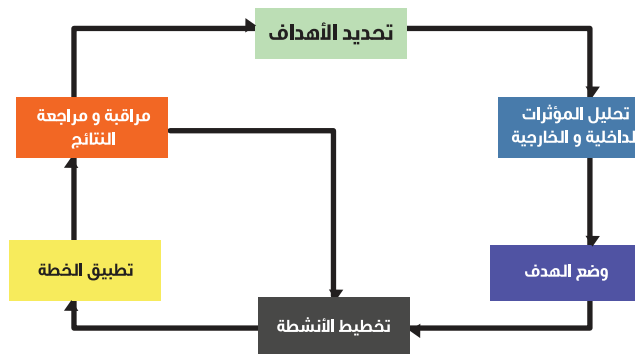 تحديد الأهداف
تحليل المؤثرات
الداخلية و الخارجية
وضع الهدف
تخطيط الأنشطة
تطبيق الخطة
مراقبة و مراجعة
النتائج